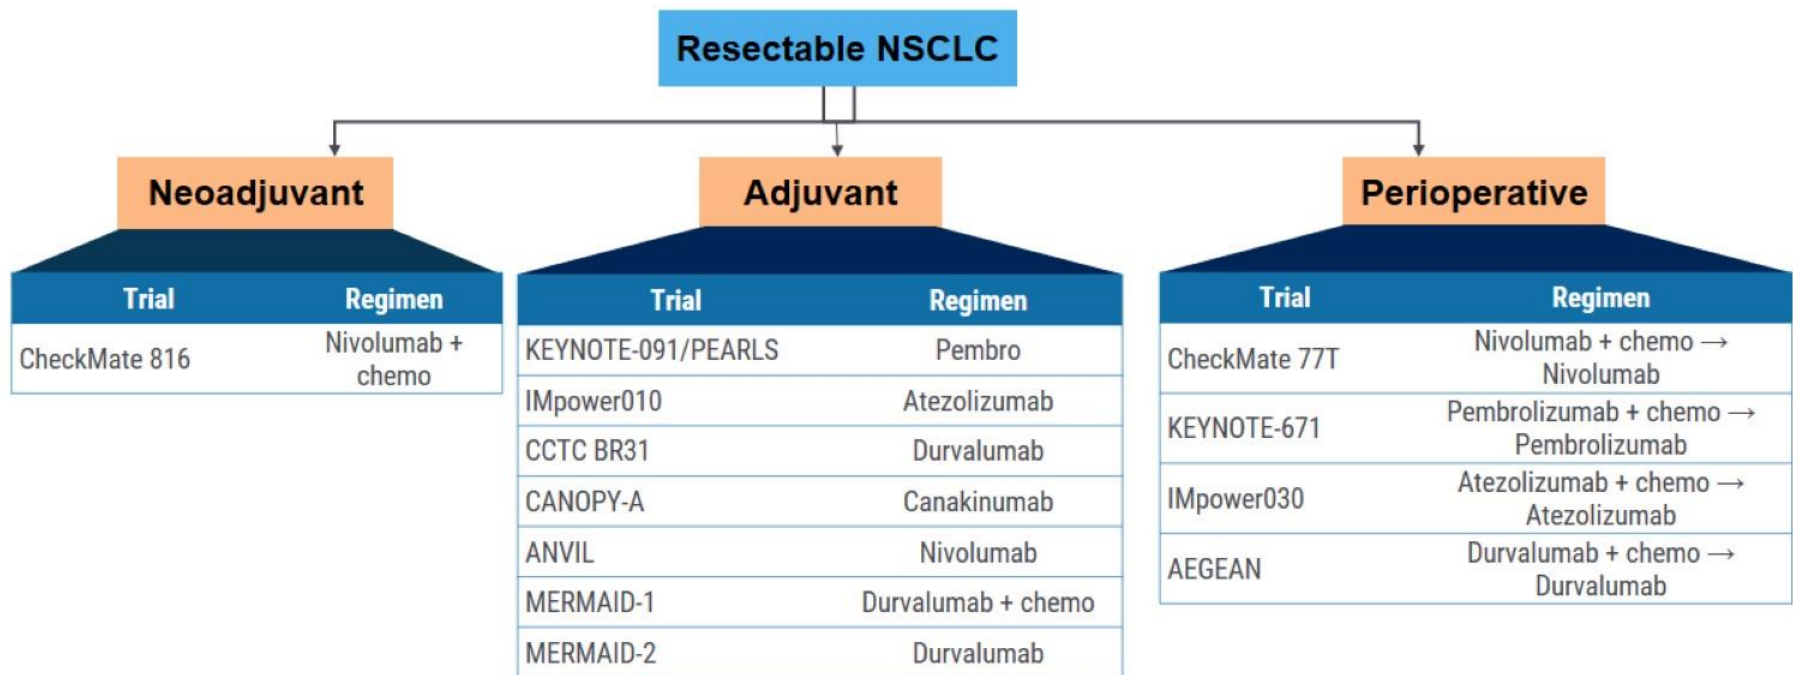 Resectable NSCLC
Neoadjuvant
Trial Regimen
CheckMate 816 Nivolumab +
chemo
Adjuvant
Trial Regimen
KEYNOTE-091/PEARLS Pembro
IMpower010 Atezolizumab
CCTC BR31 Durvalumab
CANOPY-A Canakinumab
ANVIL Nivolumab
MERMAID-1 Durvalumab + chemo
MERMAID-2 Durvalumab
Perioperative
Trial Regimen
CheckMate 77T Nivolumab + chemo →
Nivolumab
KEYNOTE-671 Pembrolizumab + chemo →
Pembrolizumab
IMpower030 Atezolizumab + chemo →
Atezolizumab
AEGEAN Durvalumab + chemo →
Durvalumab